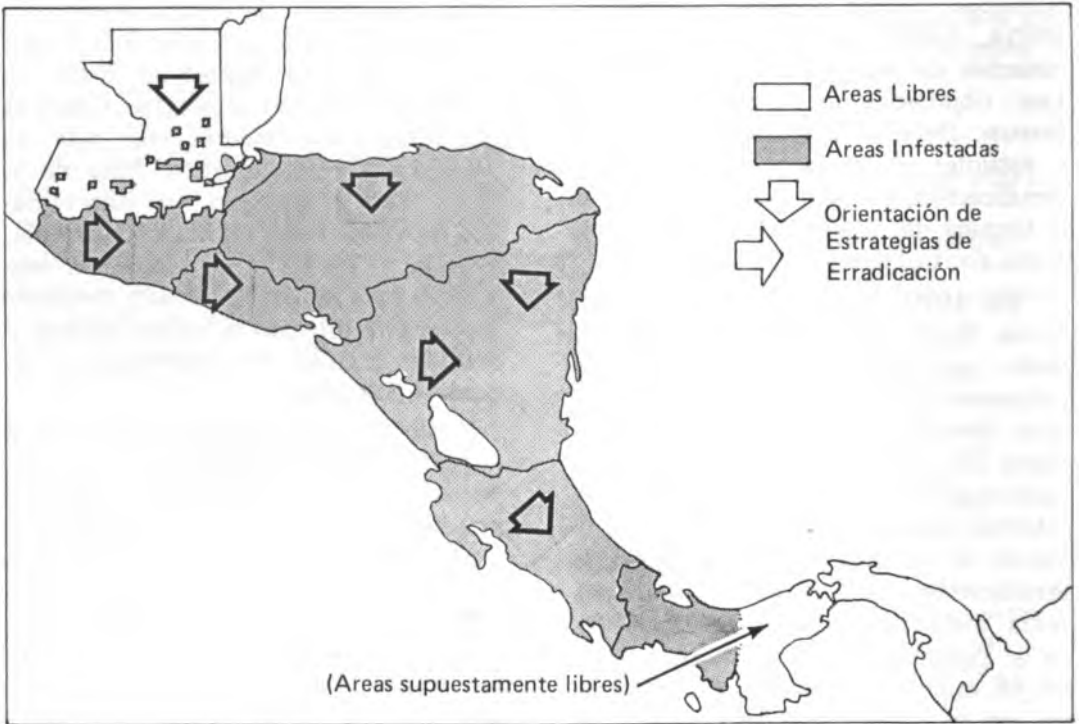 Areas Libres
Areas Infestadas
Orientación de
Estrategias de
Erradicación
(Areas supuestamente libres)